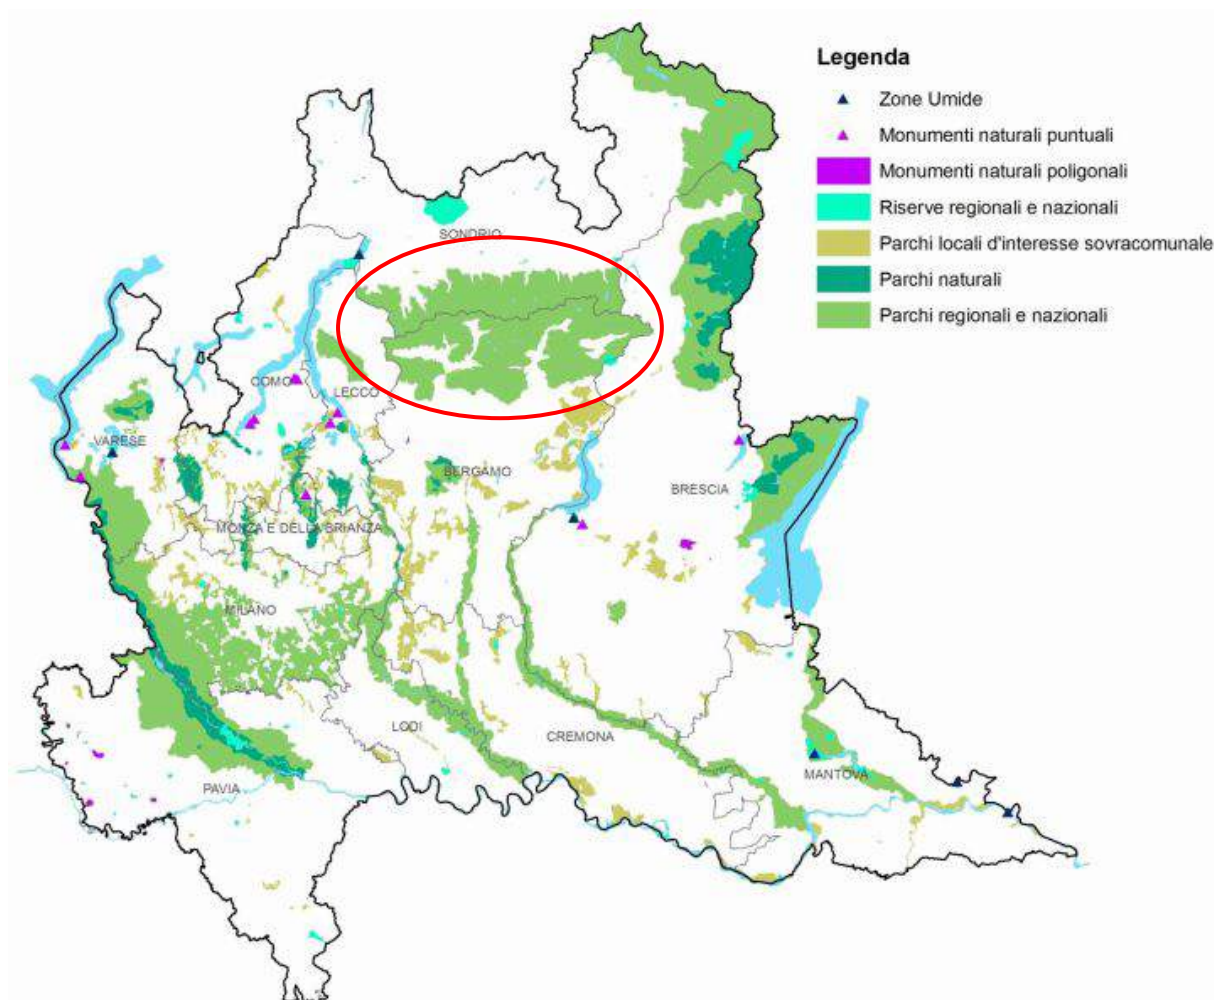 Legenda
Zone Umide
Monumenti naturali puntuali
Monumenti naturali poligonali
Riserve regionali e nazionali
Parchi locali d'interesse sovracomunale
Parchi naturali
Parchi regionali e nazionali
SONDRIO
COMO
LECCO
VARESE
BERGAMO
BRESCIA
MONZA E DELLA BRIANZA
MILANO
LODI
CREMONA
MANTOVA
PAVIA